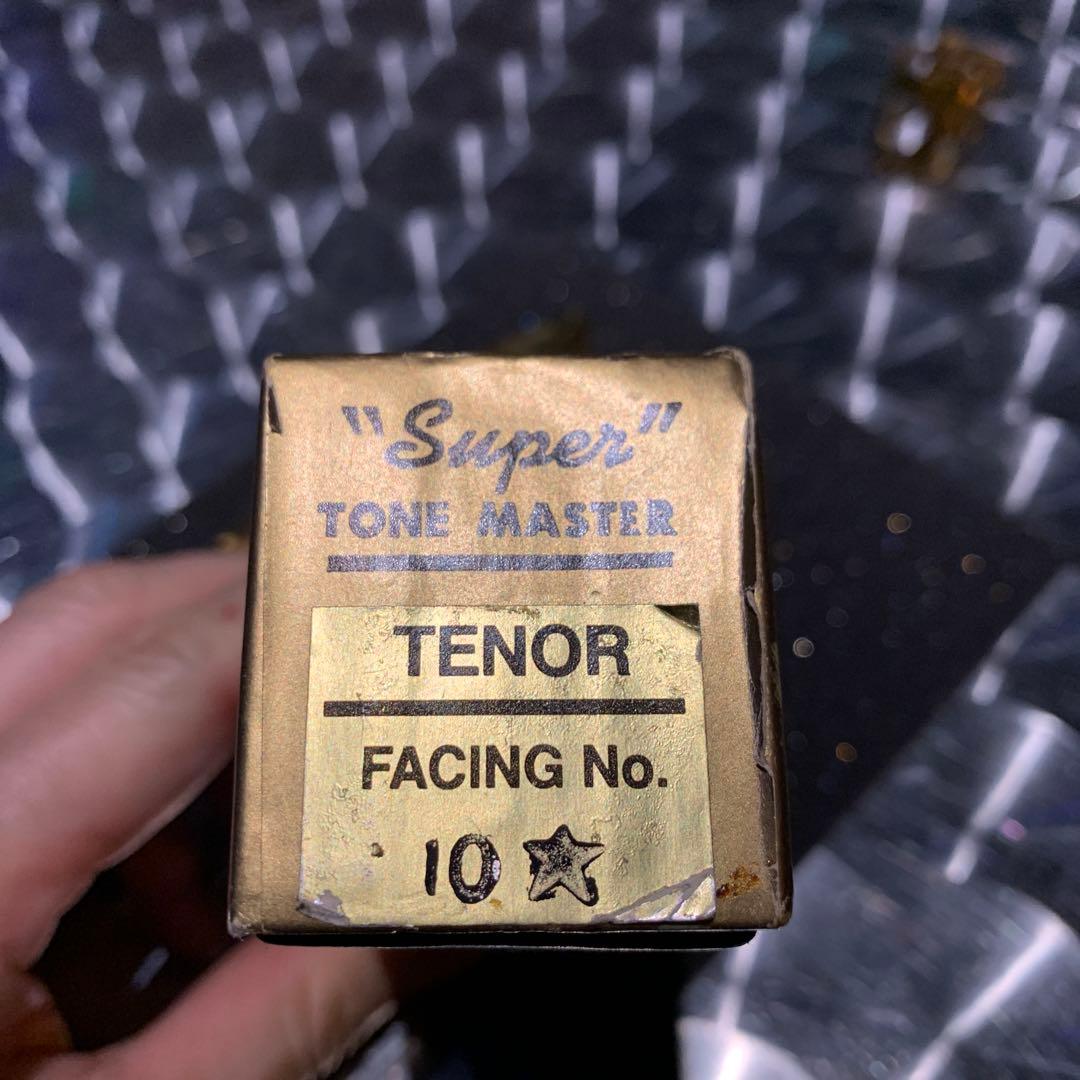 "Super"
TONE MASTER
TENOR
FACING No.
10 ★